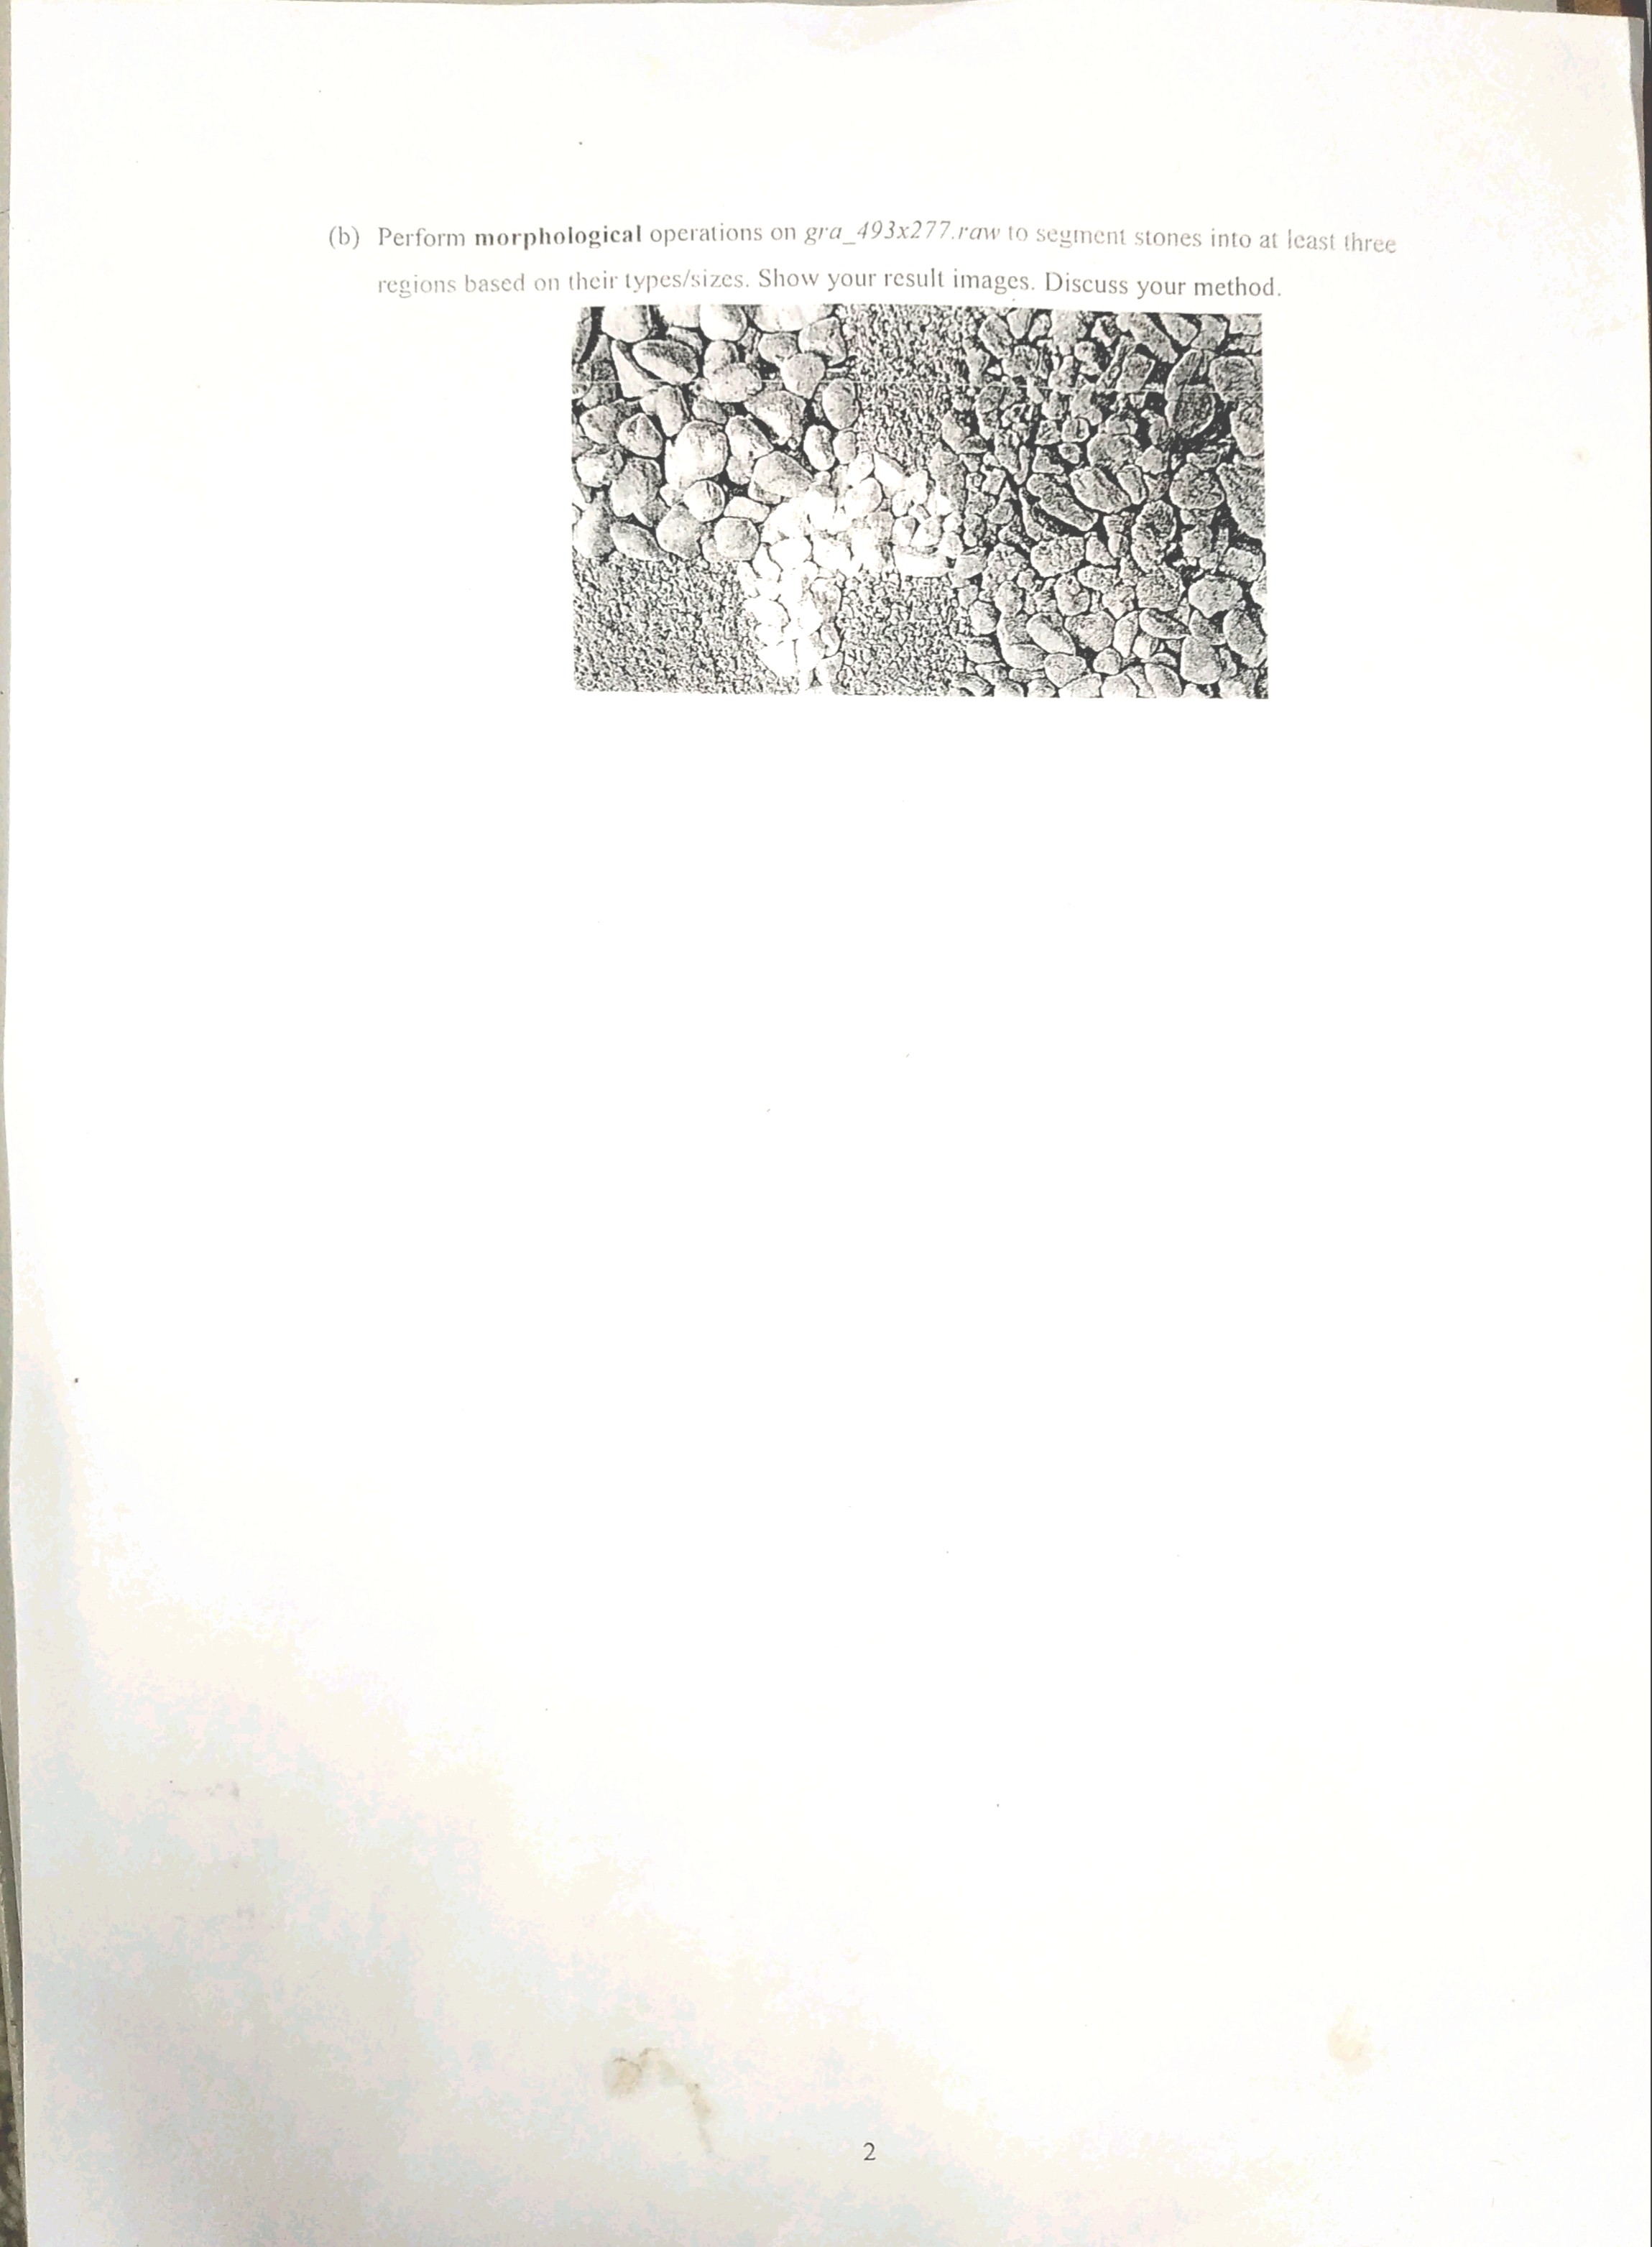 (b) Perform morphological operations on gra_493x277.raw to segment stones into at least three
regions based on their types/sizes. Show your result images. Discuss your method.
2